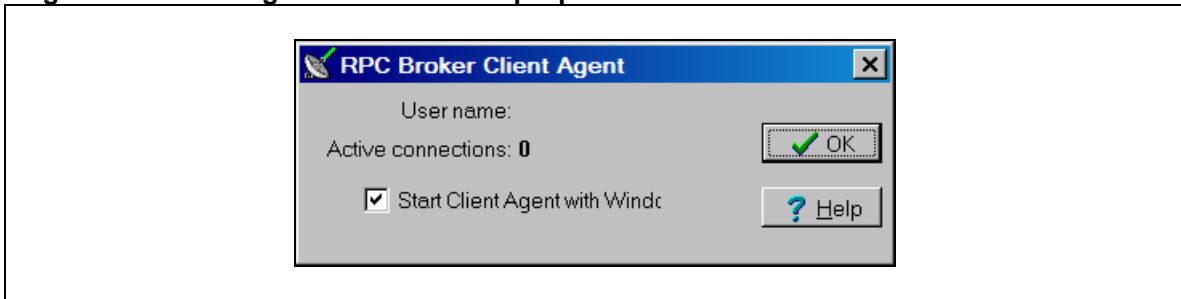 RPC Broker Client Agent
User name:
Active connections: 0
OK
Start Client Agent with Windo
Help